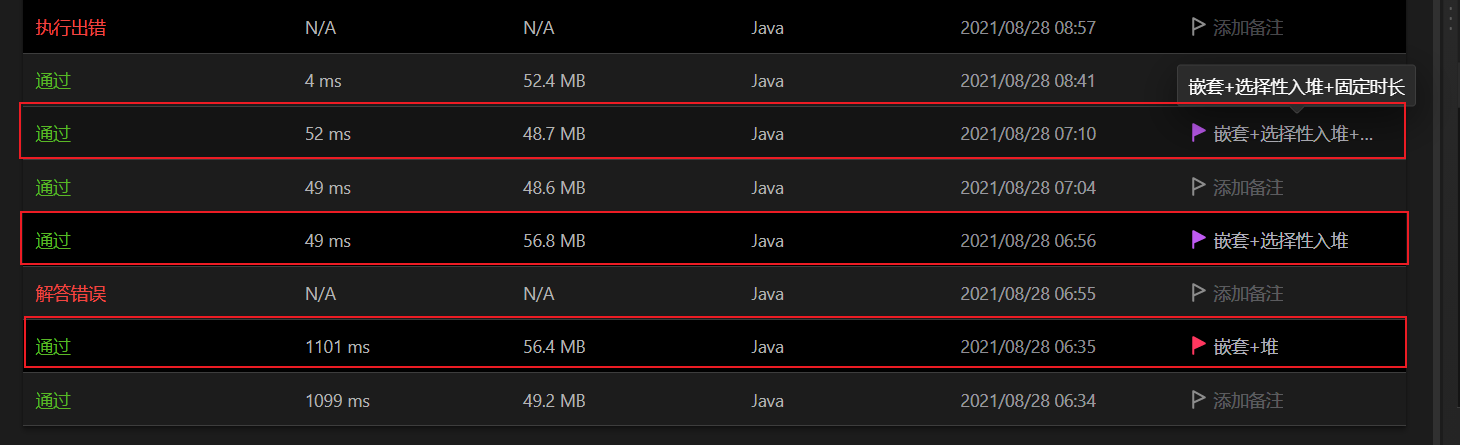 执行出错 N/A N/A Java 2021/08/28 08:57 添加备注
通过 4 ms 52.4 MB Java 2021/08/28 08:41
嵌套+选择性入堆+固定时长
通过 52 ms 48.7 MB Java 2021/08/28 07:10 嵌套+选择性入堆+...
通过 49 ms 48.6 MB Java 2021/08/28 07:04 添加备注
通过 49 ms 56.8 MB Java 2021/08/28 06:56 嵌套+选择性入堆
解答错误 N/A N/A Java 2021/08/28 06:55 添加备注
通过 1101 ms 56.4 MB Java 2021/08/28 06:35 嵌套+堆
通过 1099 ms 49.2 MB Java 2021/08/28 06:34 添加备注